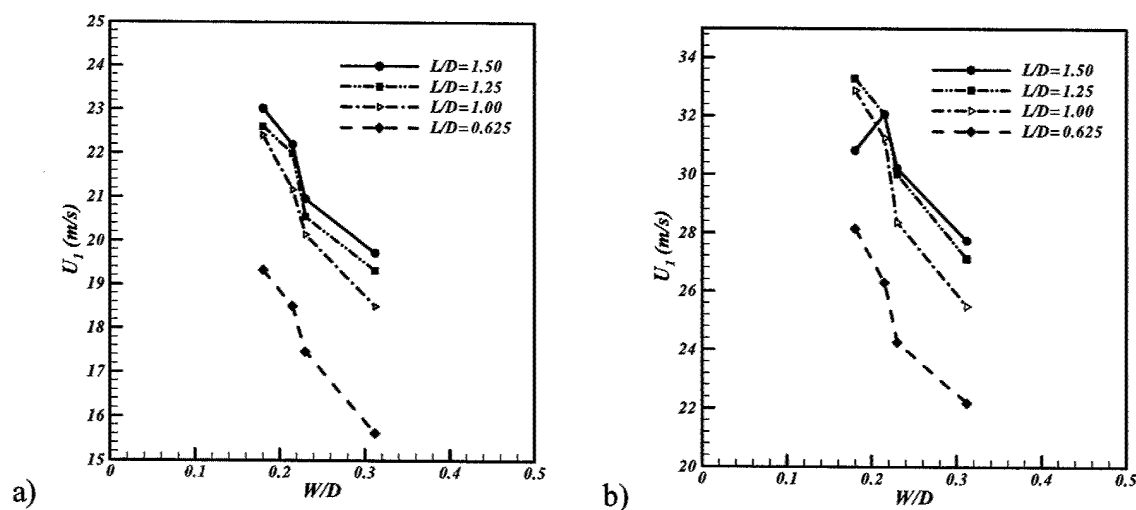 25
24
23
22
21
20
19
18
17
16
15
U1 (m/s)
0
0.1
0.2
0.3
0.4
0.5
W/D
L/D=1.50
L/D=1.25
L/D=1.00
L/D=0.625
a)
34
32
30
28
26
24
22
20
U1 (m/s)
0
0.1
0.2
0.3
0.4
0.5
W/D
L/D=1.50
L/D=1.25
L/D=1.00
L/D=0.625
b)